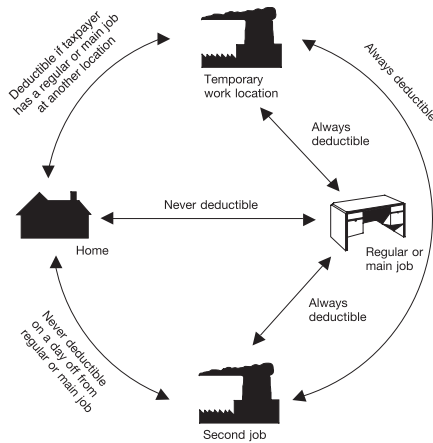 Deductible if taxpayer
has a regular or main job
at another location
Temporary
work location
Always deductible
Always
deductible
Never deductible
Home
Regular or
main job
Always
deductible
Never deductible
on a day off from
regular or main job
Second job